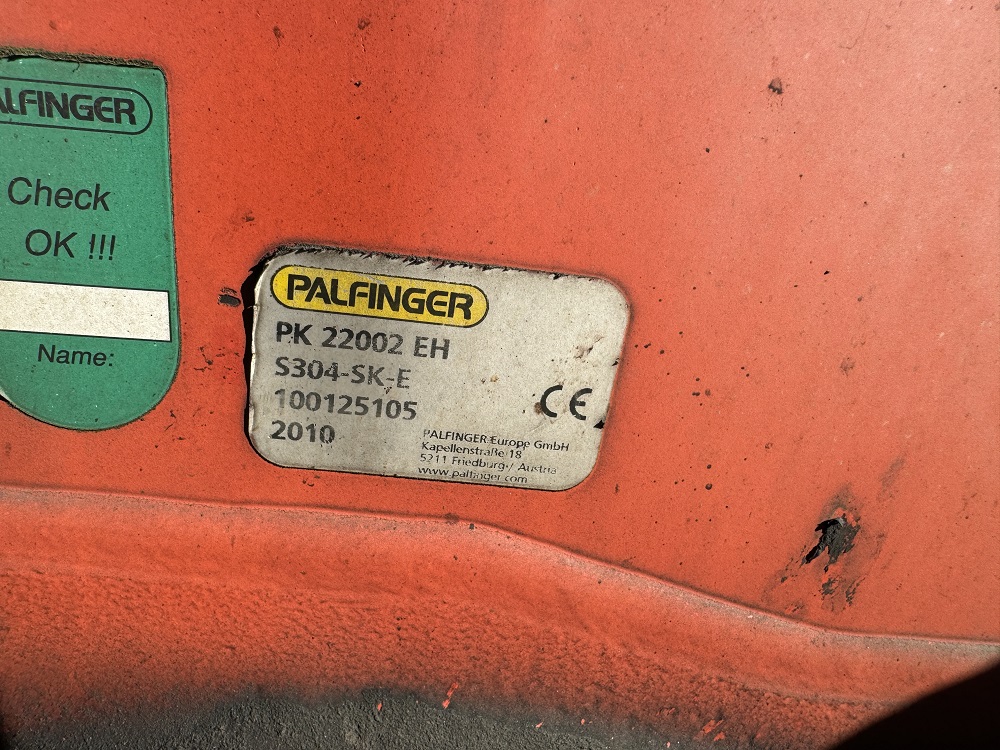 ALFINGER
Check
OK !!!
Name:
PALFINGER
PK 22002 EH
S304-SK-E
100125105
2010
CE
PALFINGER Europe GmbH
Kapellenstraße 18
5211 Friedburg / Austria
www.palfinger.com